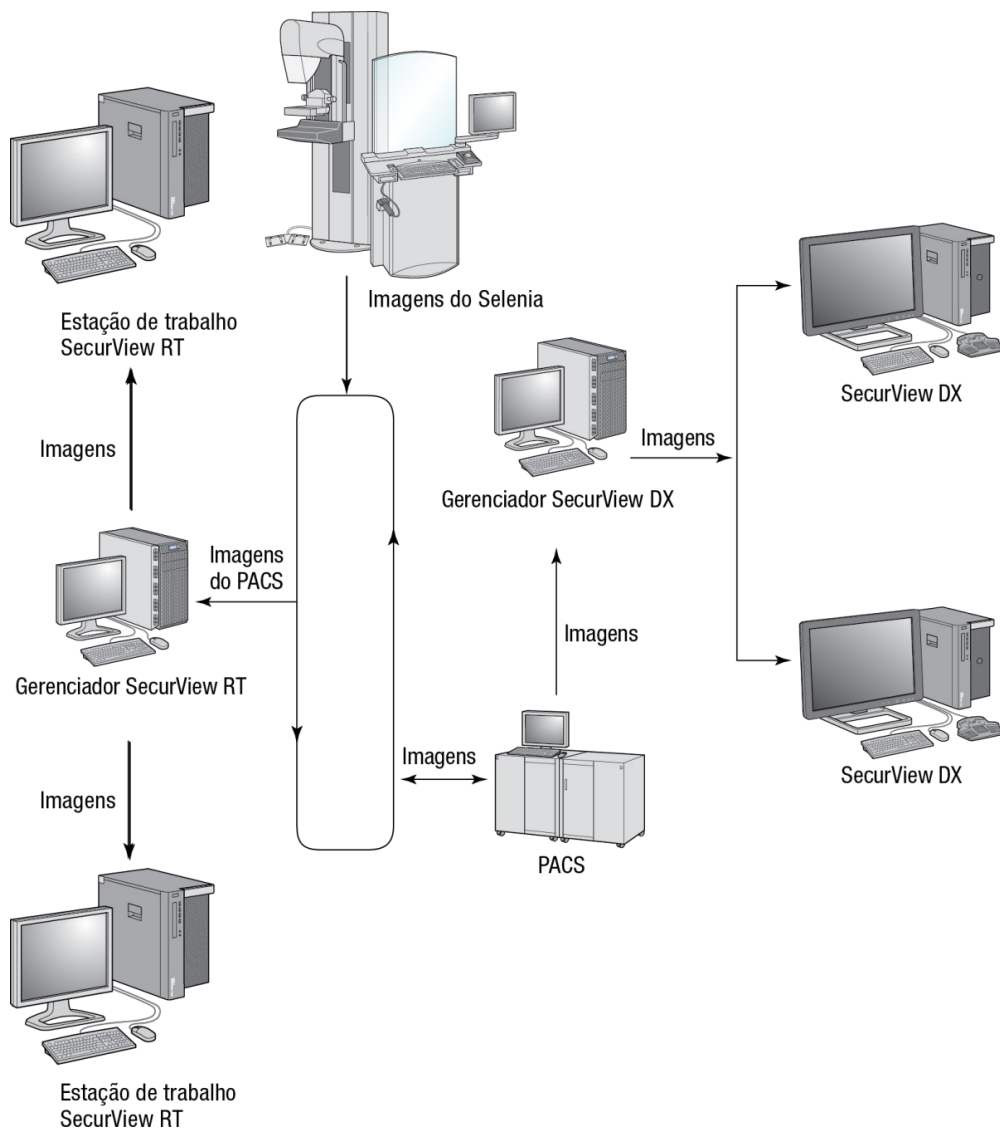 Imagens do Selenia
Estação de trabalho
SecurView RT
SecurView DX
Imagens
Imagens
Gerenciador SecurView DX
Imagens
do PACS
Imagens
Gerenciador SecurView RT
Imagens
SecurView DX
Imagens
PACS
Estação de trabalho
SecurView RT